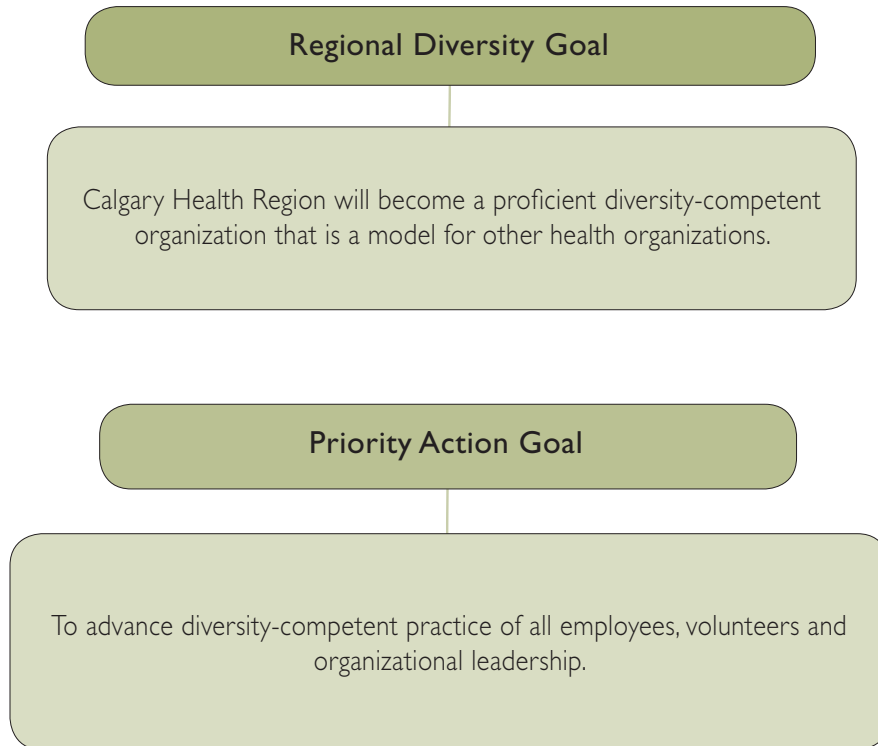 Regional Diversity Goal
Calgary Health Region will become a proficient diversity-competent
organization that is a model for other health organizations.
Priority Action Goal
To advance diversity-competent practice of all employees, volunteers and
organizational leadership.